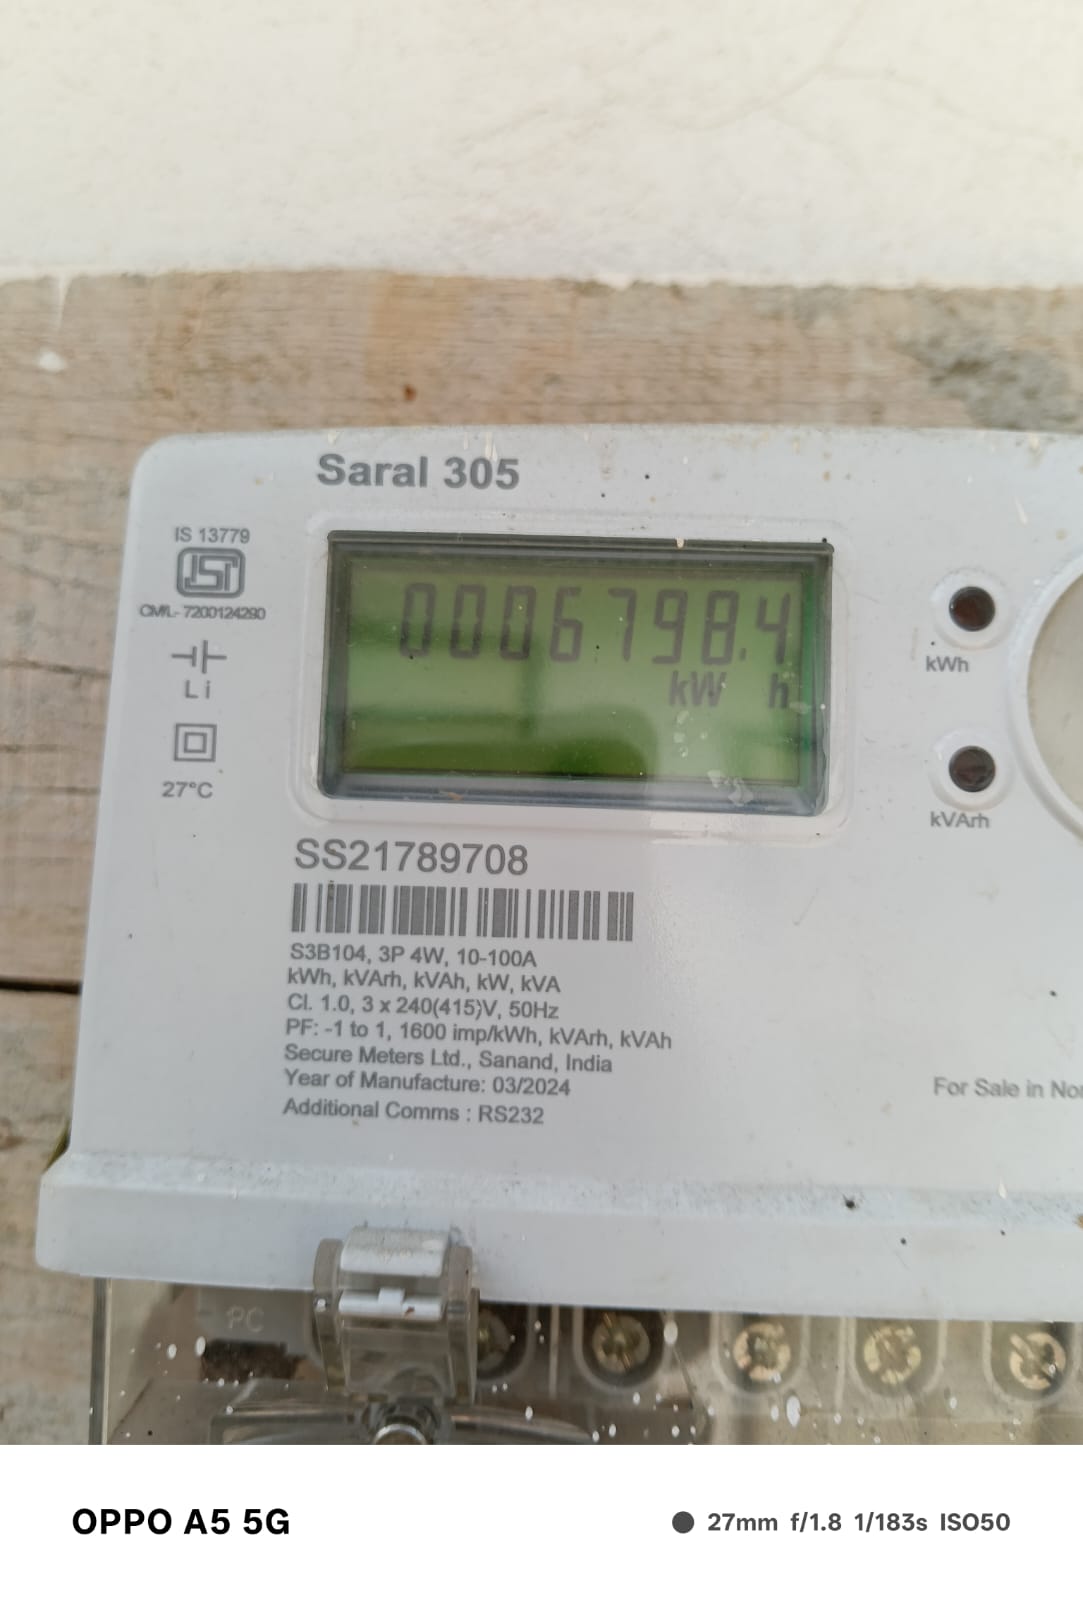 Saral 305
IS 13779
ISI
CM/L- 7200124290
Li
27°C
0006798.4
kW h
kWh
kVArh
SS21789708
S3B104, 3P 4W, 10-100A
kWh, kVArh, kVAh, kW, kVA
Cl. 1.0, 3 x 240(415)V, 50Hz
PF: -1 to 1, 1600 imp/kWh, kVArh, kVAh
Secure Meters Ltd., Sanand, India
Year of Manufacture: 03/2024
Additional Comms : RS232
For Sale in
PC
OPPO A5 5G
27mm f/1.8 1/183s ISO50